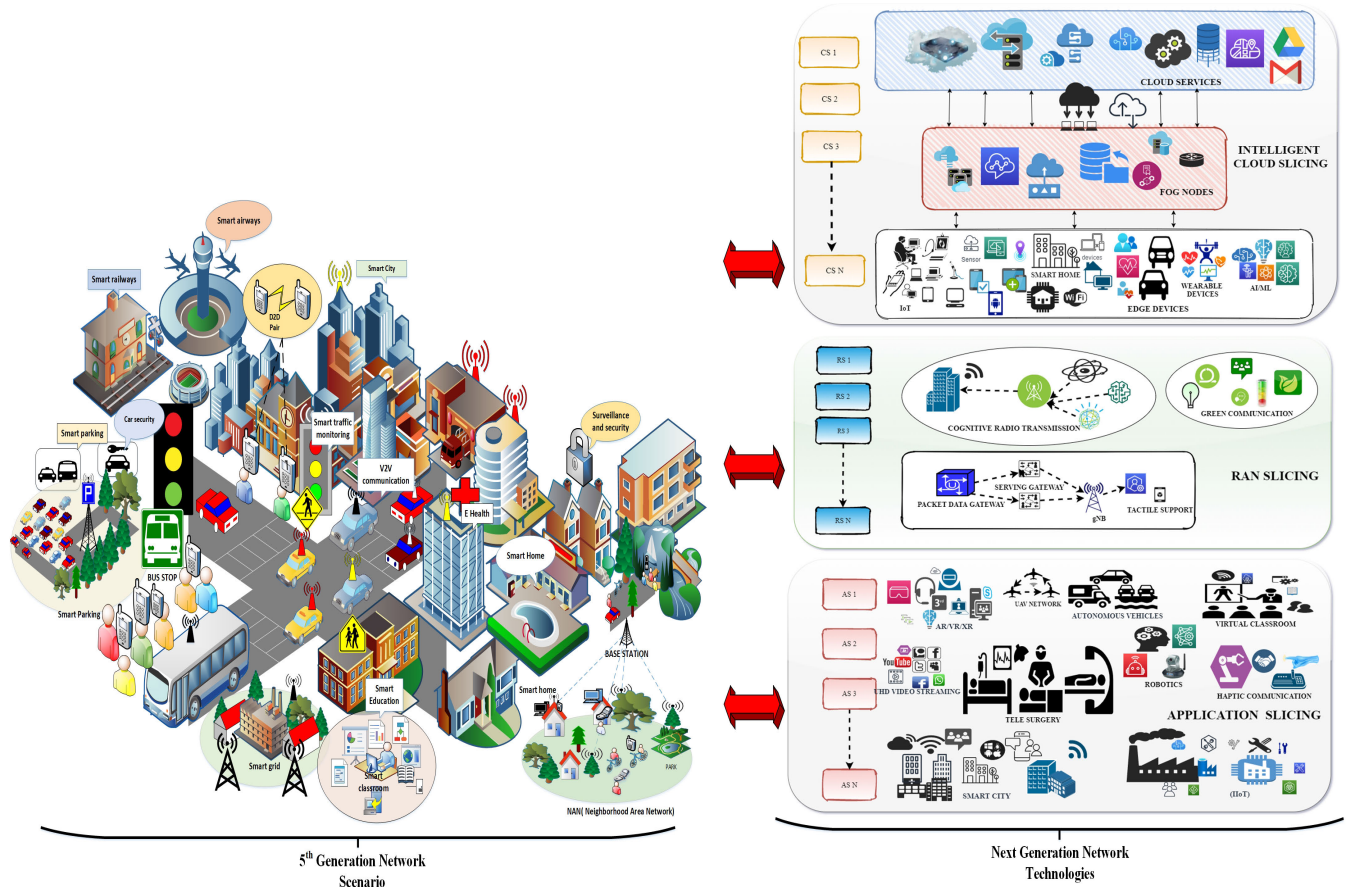 Smart airways
Smart railways
Smart City
D2D
Pair
Car security
Smart parking
Smart traffic
monitoring
Surveillance
and security
V2V
communication
E Health
P
BUS STOP
Smart Parking
Smart Home
BASE STATION
Smart home
PARK
Smart
Education
Smart
classroom
Smart grid
NAN( Neighborhood Area Network)
5th Generation Network
Scenario
CS 1
CS 2
CS 3
CS N
CLOUD SERVICES
INTELLIGENT
CLOUD SLICING
FOG NODES
Sensor
SMART HOME
devices
WiFi
WEARABLE
DEVICES
AI/ML
IoT
EDGE DEVICES
RS 1
RS 2
RS 3
RS N
COGNITIVE RADIO TRANSMISSION
GREEN COMMUNICATION
RAN SLICING
SERVING GATEWAY
PACKET DATA GATEWAY
gNB
TACTILE SUPPORT
AS 1
AS 2
AS 3
AS N
3rd
AR/VR/XR
UAV NETWORK
AUTONOMOUS VEHICLES
VIRTUAL CLASSROOM
YouTube
UHD VIDEO STREAMING
TELE SURGERY
ROBOTICS
HAPTIC COMMUNICATION
APPLICATION SLICING
SMART CITY
(IIoT)
Next Generation Network
Technologies